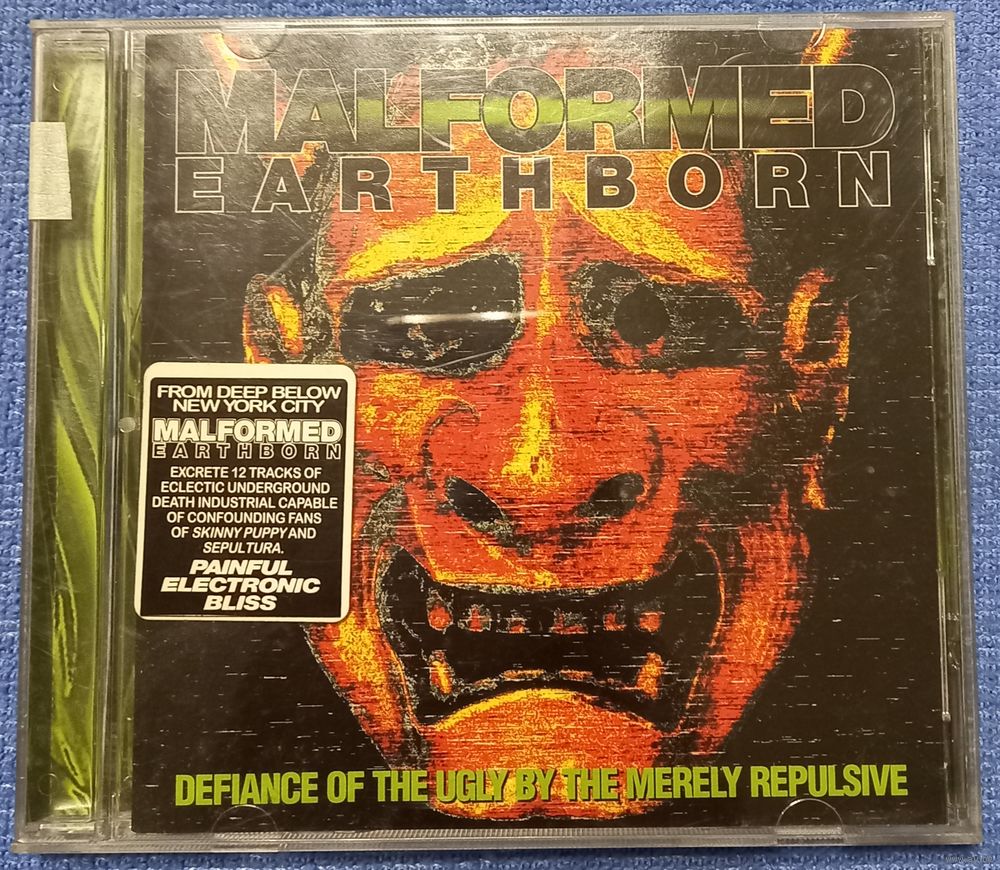 MALFORMED
EARTHBORN
FROM DEEP BELOW
NEW YORK CITY
MALFORMED
EARTHBORN
EXCRETE 12 TRACKS OF
ECLECTIC UNDERGROUND
DEATH INDUSTRIAL CAPABLE
OF CONFOUNDING FANS
OF SKINNY PUPPY AND
SEPULTURA.
PAINFUL
ELECTRONIC
BLISS
DEFIANCE OF THE UGLY BY THE MERELY REPULSIVE